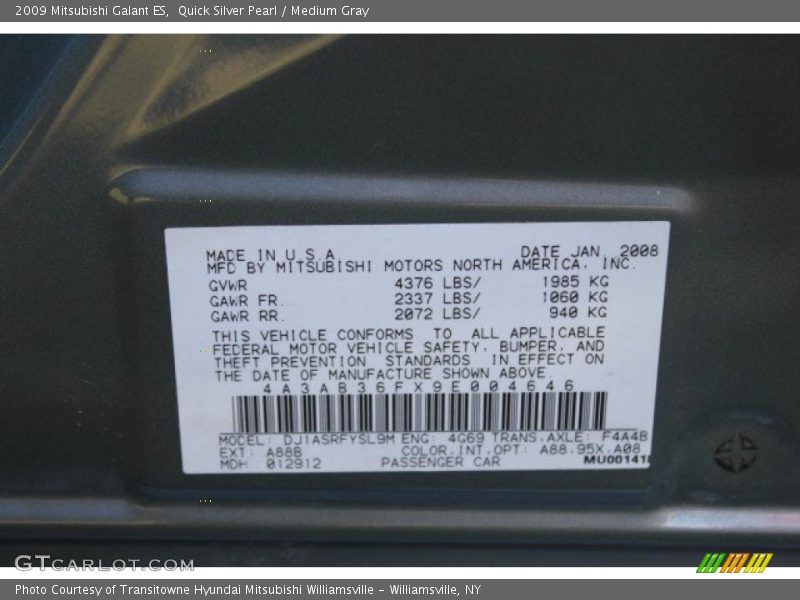 2009 Mitsubishi Galant ES, Quick Silver Pearl / Medium Gray
MADE IN U.S.A. DATE JAN, 2008
MFD BY MITSUBISHI MOTORS NORTH AMERICA, INC.
GVWR 4376 LBS/ 1985 KG
GAWR FR. 2337 LBS/ 1060 KG
GAWR RR. 2072 LBS/ 940 KG
THIS VEHICLE CONFORMS TO ALL APPLICABLE
FEDERAL MOTOR VEHICLE SAFETY, BUMPER, AND
THEFT PREVENTION STANDARDS IN EFFECT ON
THE DATE OF MANUFACTURE SHOWN ABOVE
4A3AB36FX9E004646
MODEL: DJ1ASRFYSL9M ENG: 4G69 TRANS.AXLE: F4A4B
EXT: A88B COLOR.INT.OPT: A88.95X.A08
MDH 012912 PASSENGER CAR MU001418
GTCARLOT.COM
Photo Courtesy of Transitowne Hyundai Mitsubishi Williamsville - Williamsville, NY